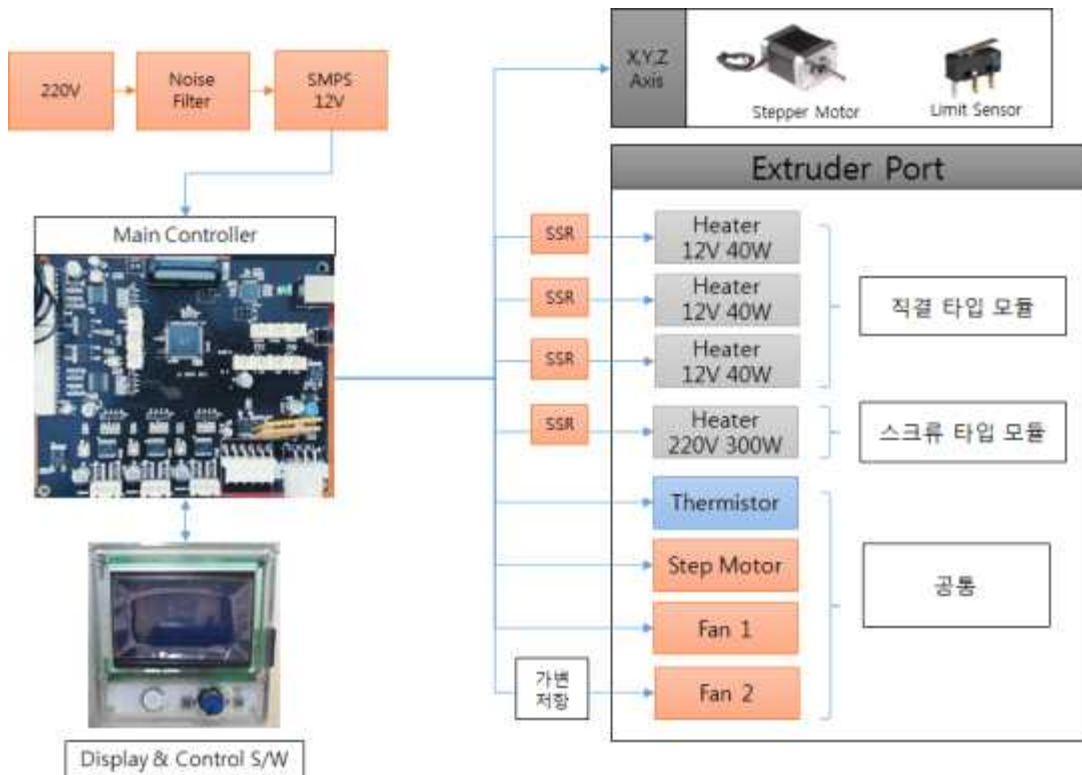 220V
Noise
Filter
SMPS
12V
X,Y,Z
Axis
Stepper Motor
Limit Sensor
Extruder Port
Main Controller
SSR
Heater
12V 40W
SSR
Heater
12V 40W
직결 타입 모듈
SSR
Heater
12V 40W
SSR
Heater
220V 300W
스크류 타입 모듈
Thermistor
Step Motor
공통
Fan 1
가변
저항
Fan 2
Display & Control S/W